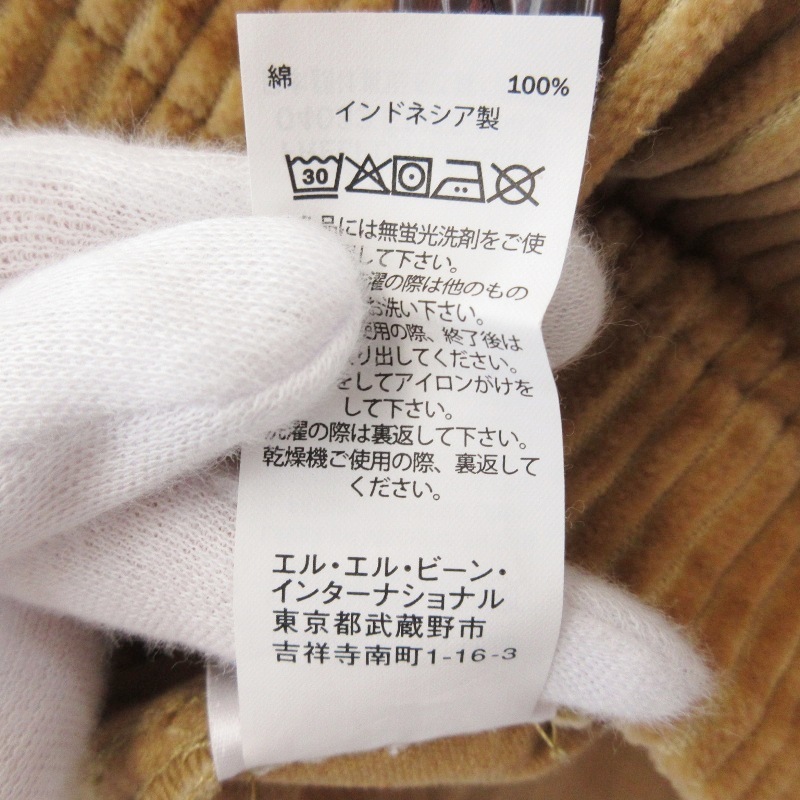 綿 100%
インドネシア製
30
品には無蛍光洗剤をご使
して下さい。
濯の際は他のもの
お洗い下さい。
使用の際、終了後は
り出してください。
をしてアイロンがけを
して下さい。
洗濯の際は裏返して下さい。
乾燥機ご使用の際、裏返して
ください。
エル・エル・ビーン・
インターナショナル
東京都武蔵野市
吉祥寺南町1-16-3